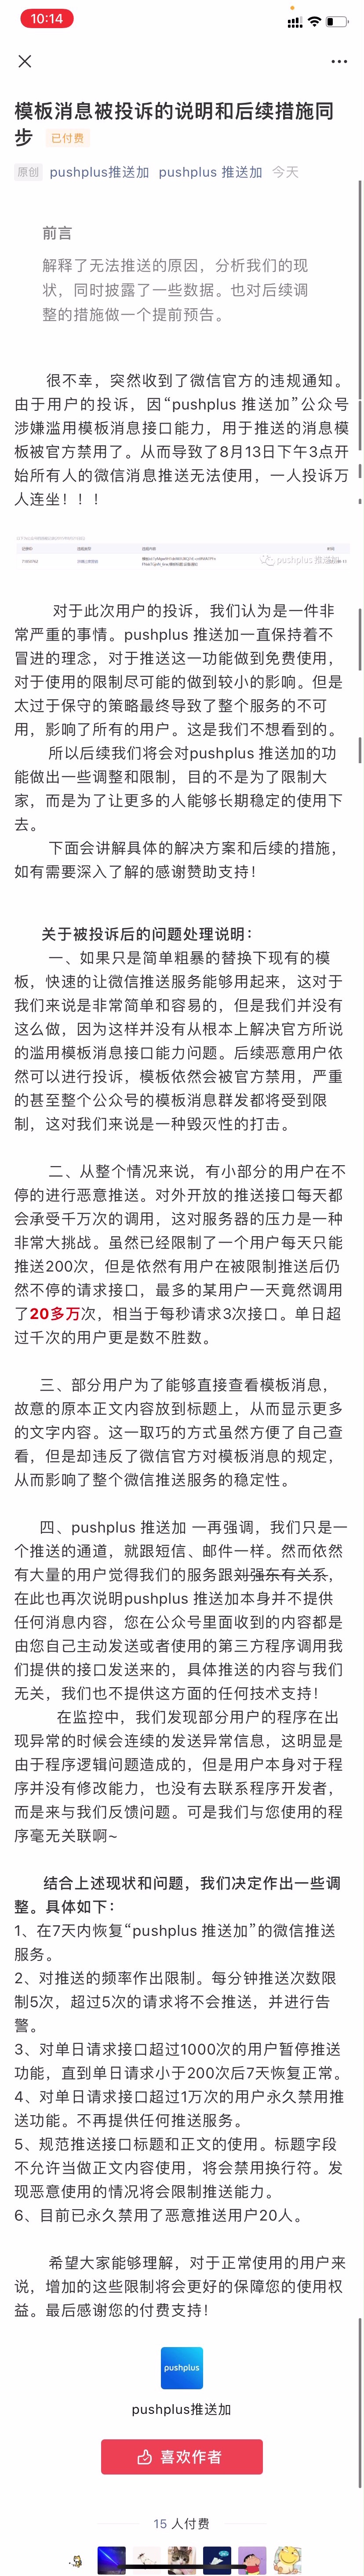 10:14
模板消息被投诉的说明和后续措施同
步 已付费
原创 pushplus推送加 pushplus 推送加 今天
前言
解释了无法推送的原因，分析我们的现
状，同时披露了一些数据。也对后续调
整的措施做一个提前预告。
很不幸，突然收到了微信官方的违规通知。
由于用户的投诉，因“pushplus 推送加”公众号
涉嫌滥用模板消息接口能力，用于推送的消息模
板被官方禁用了。从而导致了8月13日下午3点开
始所有人的微信消息推送无法使用，一人投诉万
人连坐！！！
pushplus 推送加
对于此次用户的投诉，我们认为是一件非
常严重的事情。pushplus 推送加一直保持着不
冒进的理念，对于推送这一功能做到免费使用，
对于使用的限制尽可能的做到较小的影响。但是
太过于保守的策略最终导致了整个服务的不可
用，影响了所有的用户。这是我们不想看到的。
所以后续我们将会对pushplus 推送加的功
能做出一些调整和限制，目的不是为了限制大
家，而是为了让更多的人能够长期稳定的使用下
去。
下面会讲解具体的解决方案和后续的措施，
如有需要深入了解的感谢赞助支持！
关于被投诉后的问题处理说明：
一、如果只是简单粗暴的替换下现有的模
板，快速的让微信推送服务能够用起来，这对于
我们来说是非常简单和容易的，但是我们并没有
这么做，因为这样并没有从根本上解决官方所说
的滥用模板消息接口能力问题。后续恶意用户依
然可以进行投诉，模板依然会被官方禁用，严重
的甚至整个公众号的模板消息群发都将受到限
制，这对我们来说是一种毁灭性的打击。
二、从整个情况来说，有小部分的用户在不
停的进行恶意推送。对外开放的推送接口每天都
会承受千万次的调用，这对服务器的压力是一种
非常大挑战。虽然已经限制了一个用户每天只能
推送200次，但是依然有用户在被限制推送后仍
然不停的请求接口，最多的某用户一天竟然调用
了20多万次，相当于每秒请求3次接口。单日超
过千次的用户更是数不胜数。
三、部分用户为了能够直接查看模板消息，
故意的原本正文内容放到标题上，从而显示更多
的文字内容。这一取巧的方式虽然方便了自己查
看，但是却违反了微信官方对模板消息的规定，
从而影响了整个微信推送服务的稳定性。
四、pushplus 推送加 一再强调，我们只是一
个推送的通道，就跟短信、邮件一样。然而依然
有大量的用户觉得我们的服务跟刘强东有关系，
在此也再次说明pushplus 推送加本身并不提供
任何消息内容，您在公众号里面收到的内容都是
由您自己主动发送或者使用的第三方程序调用我
们提供的接口发送来的，具体推送的内容与我们
无关，我们也不提供这方面的任何技术支持！
在监控中，我们发现部分用户的程序在出
现异常的时候会连续的发送异常信息，这明显是
由于程序逻辑问题造成的，但是用户本身对于程
序并没有修改能力，也没有去联系程序开发者，
而是来与我们反馈问题。可是我们与您使用的程
序毫无关联啊~
结合上述现状和问题，我们决定作出一些调
整。具体如下：
1、在7天内恢复“pushplus 推送加”的微信推送
服务。
2、对推送的频率作出限制。每分钟推送次数限
制5次，超过5次的请求将不会推送，并进行告
警。
3、对单日请求接口超过1000次的用户暂停推送
功能，直到单日请求小于200次后7天恢复正常。
4、对单日请求接口超过1万次的用户永久禁用推
送功能。不再提供任何推送服务。
5、规范推送接口标题和正文的使用。标题字段
不允许当做正文内容使用，将会禁用换行符。发
现恶意使用的情况将会限制推送能力。
6、目前已永久禁用了恶意推送用户20人。
希望大家能够理解，对于正常使用的用户来
说，增加的这些限制将会更好的保障您的使用权
益。最后感谢您的付费支持！
pushplus
pushplus推送加
喜欢作者
15 人付费